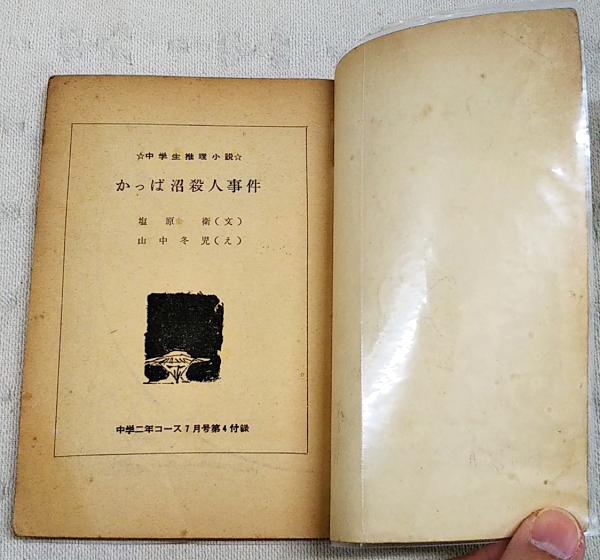 ☆中学生推理小説☆
かっぱ沼殺人事件
塩原 衛(文)
山中冬児(え)
中学二年コース7月号第4付録